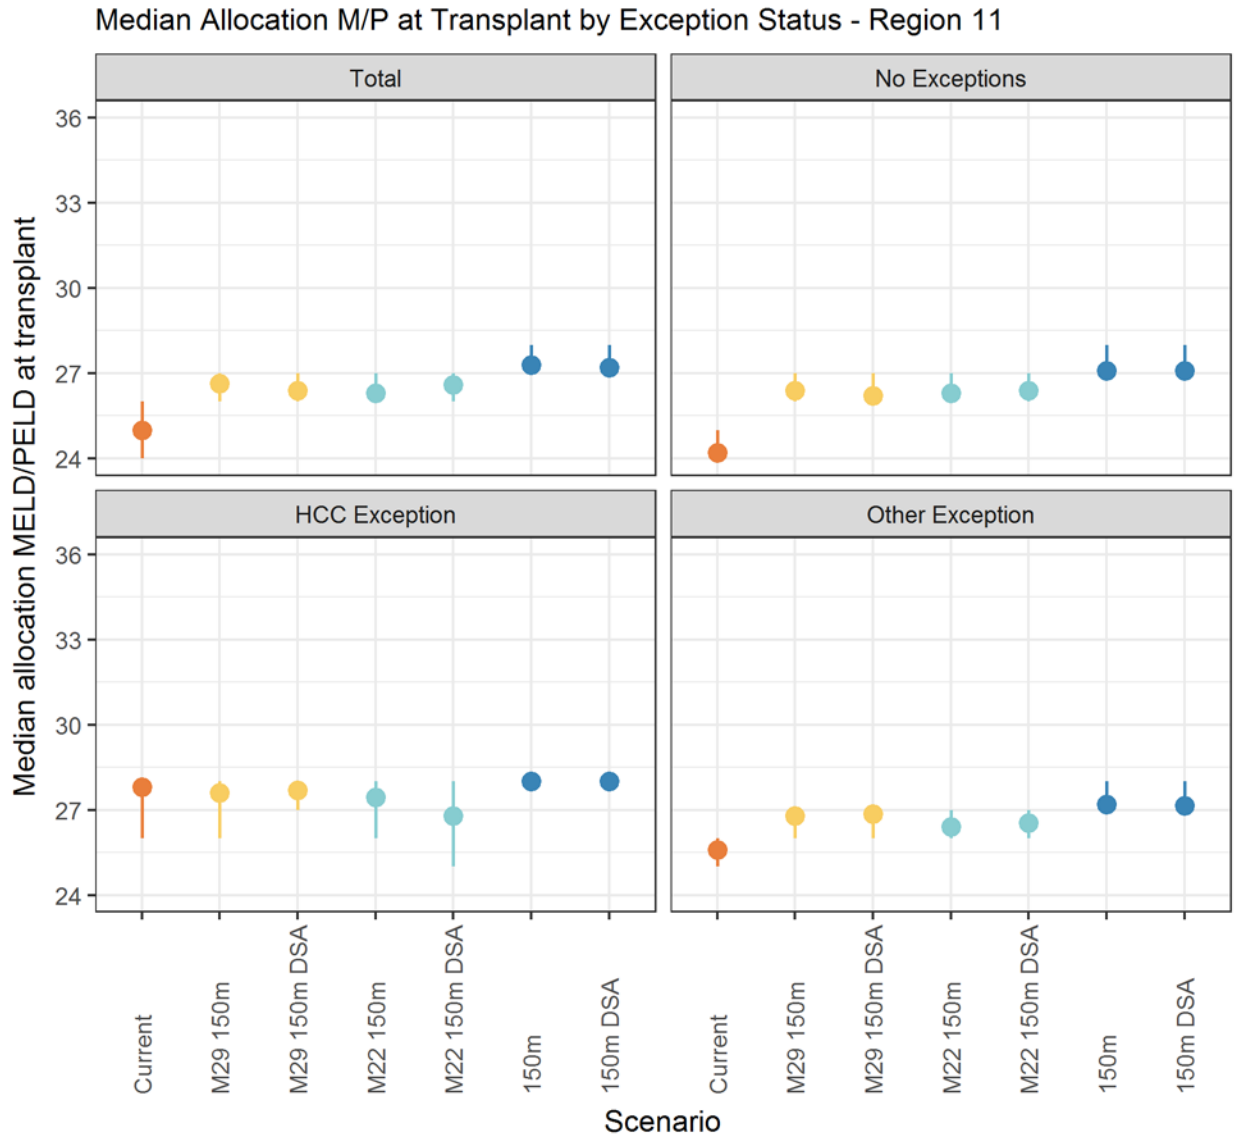 Median Allocation M/P at Transplant by Exception Status - Region 11
Total
No Exceptions
36
33
30
27
24
HCC Exception
Other Exception
36
33
30
27
24
Median allocation MELD/PELD at transplant
Current
M29 150m
M29 150m DSA
M22 150m
M22 150m DSA
150m
150m DSA
Current
M29 150m
M29 150m DSA
M22 150m
M22 150m DSA
150m
150m DSA
Scenario